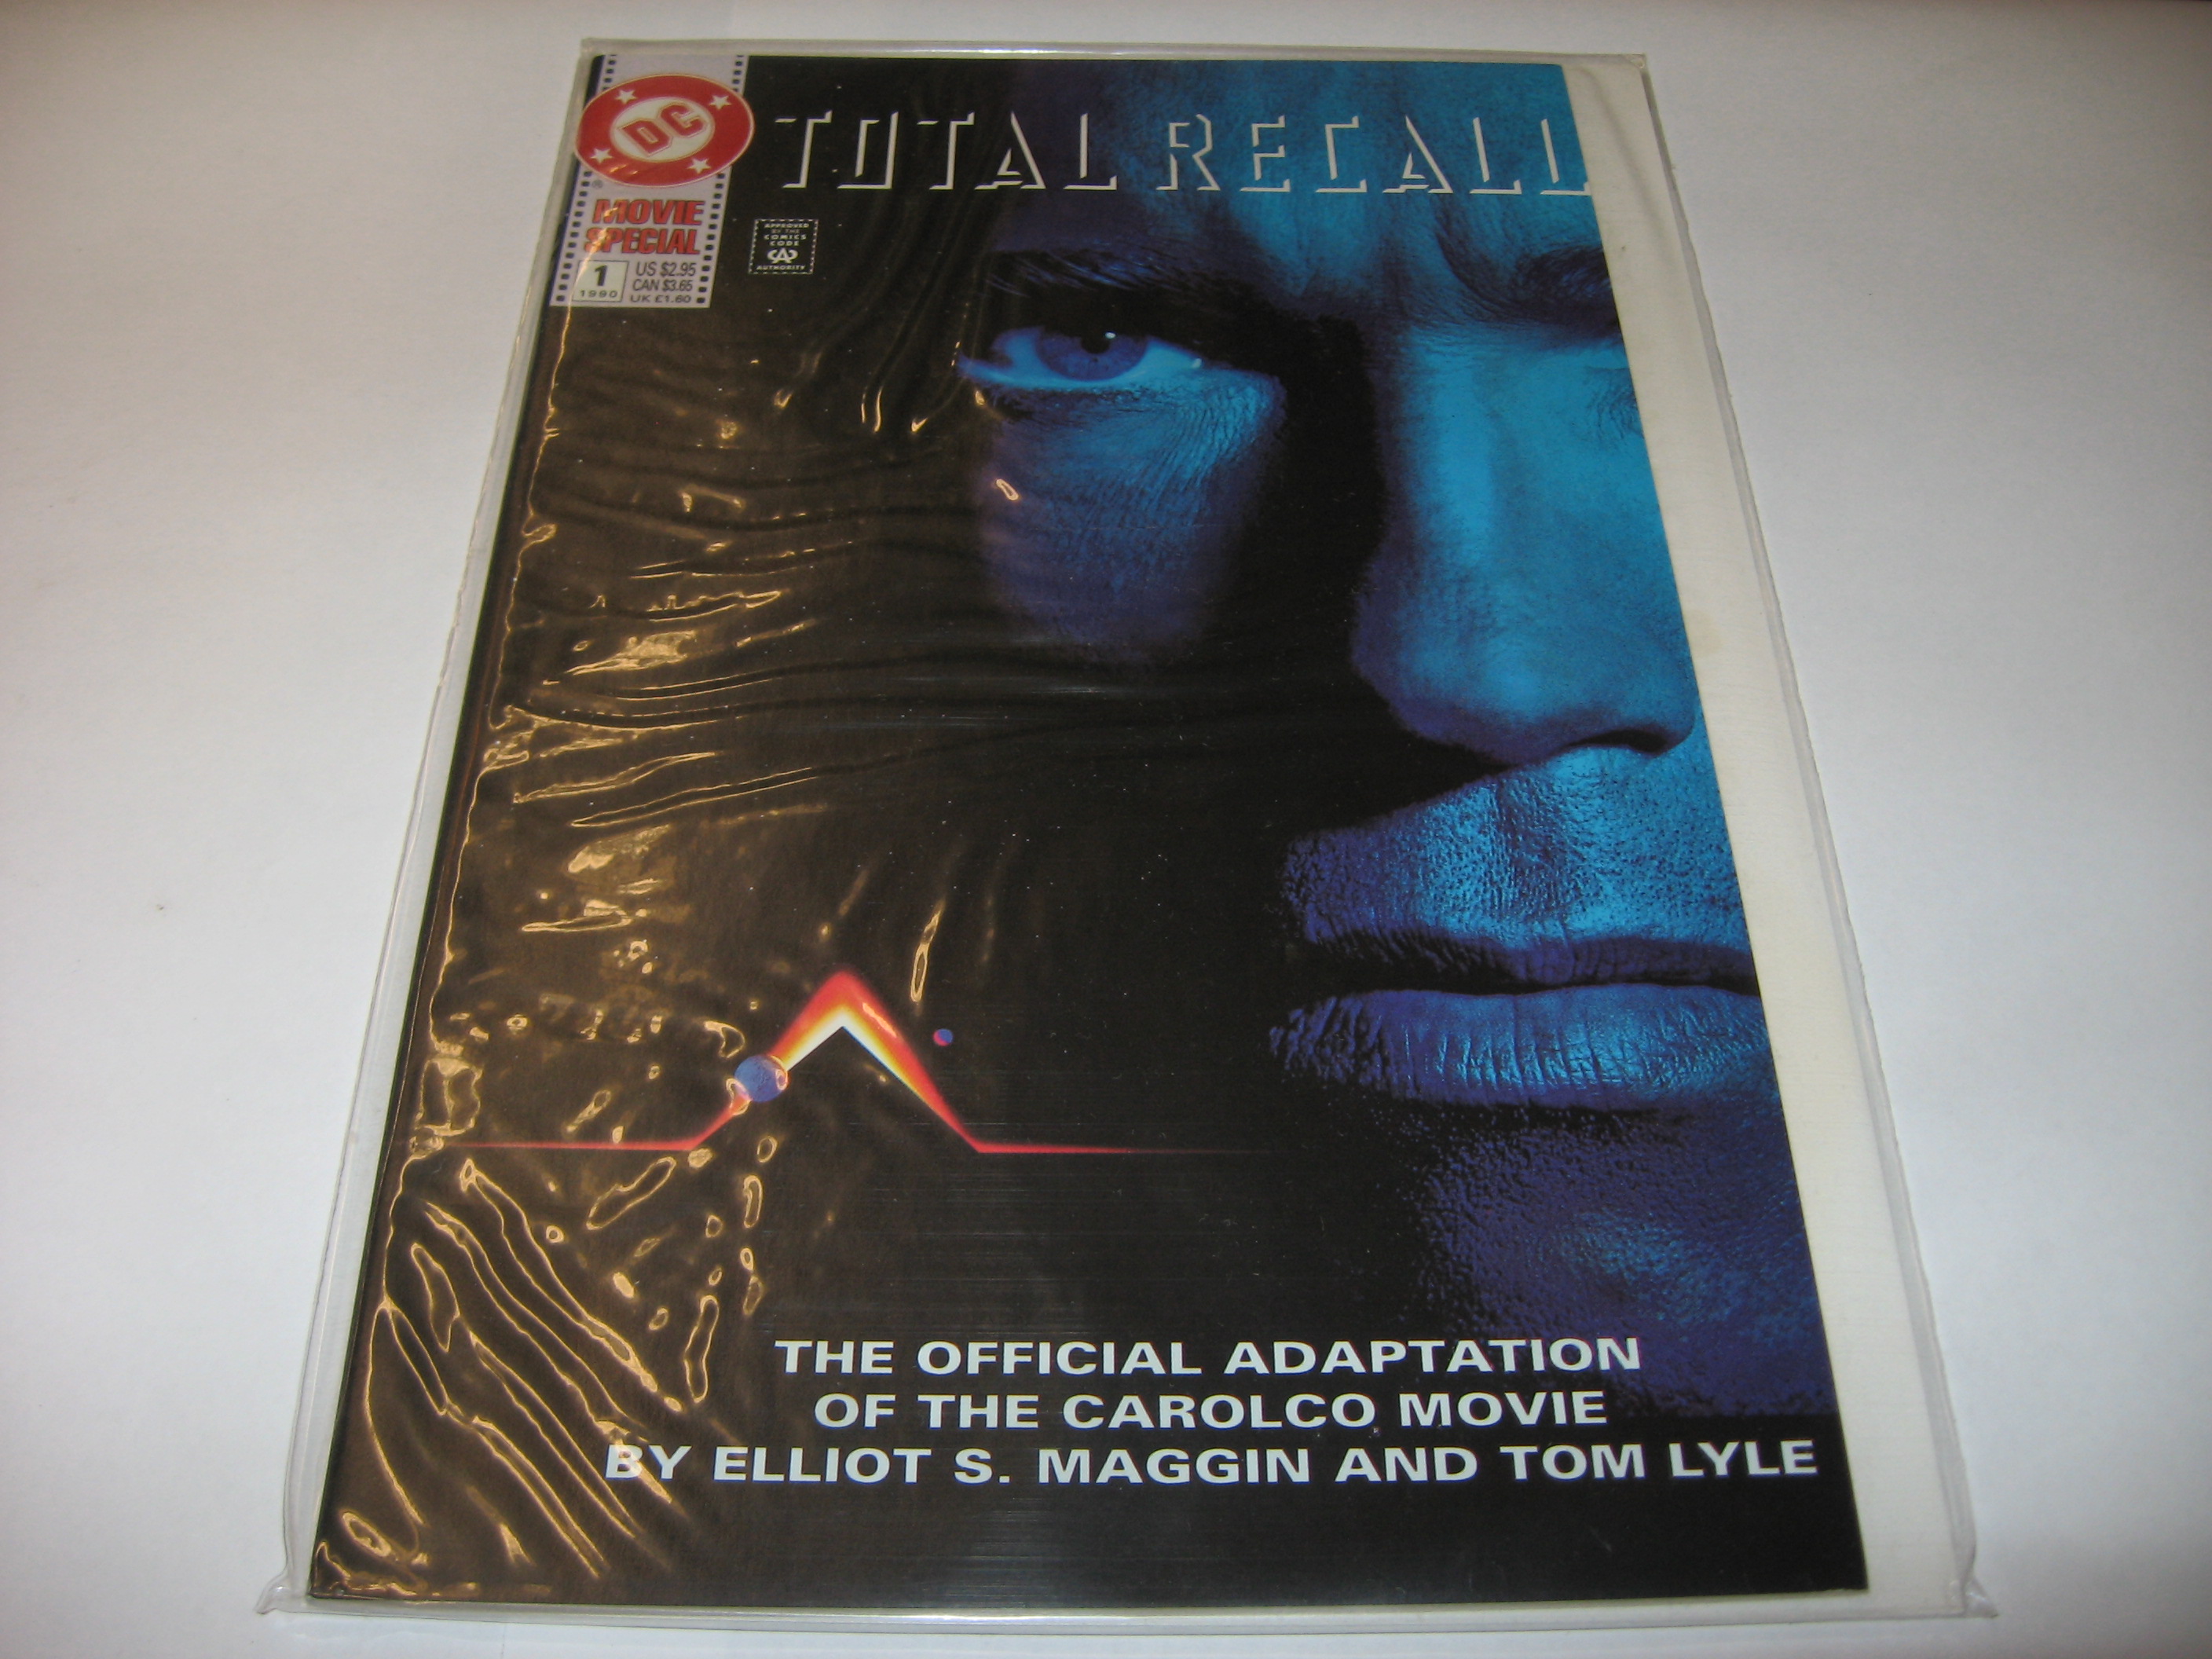 DC
®
TOTAL RECALL
MOVIE
SPECIAL
1
1990
US $2.95
CAN $3.65
UK £1.60
APPROVED
BY THE
COMICS
CODE
CA
AUTHORITY
THE OFFICIAL ADAPTATION
OF THE CAROLCO MOVIE
BY ELLIOT S. MAGGIN AND TOM LYLE